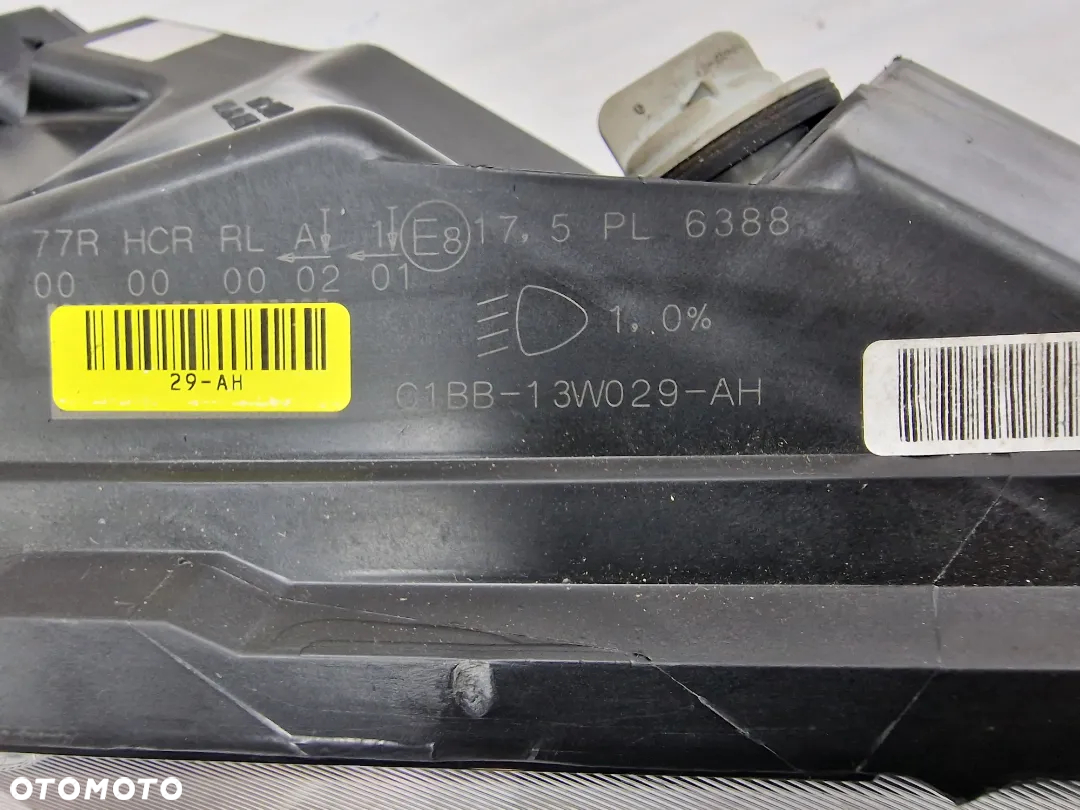 77R HCR RL A 1 E8 17,5 PL 6388
00 00 00 02 01
1,.0%
29-AH
C1BB-13W029-AH
OTOMOTO